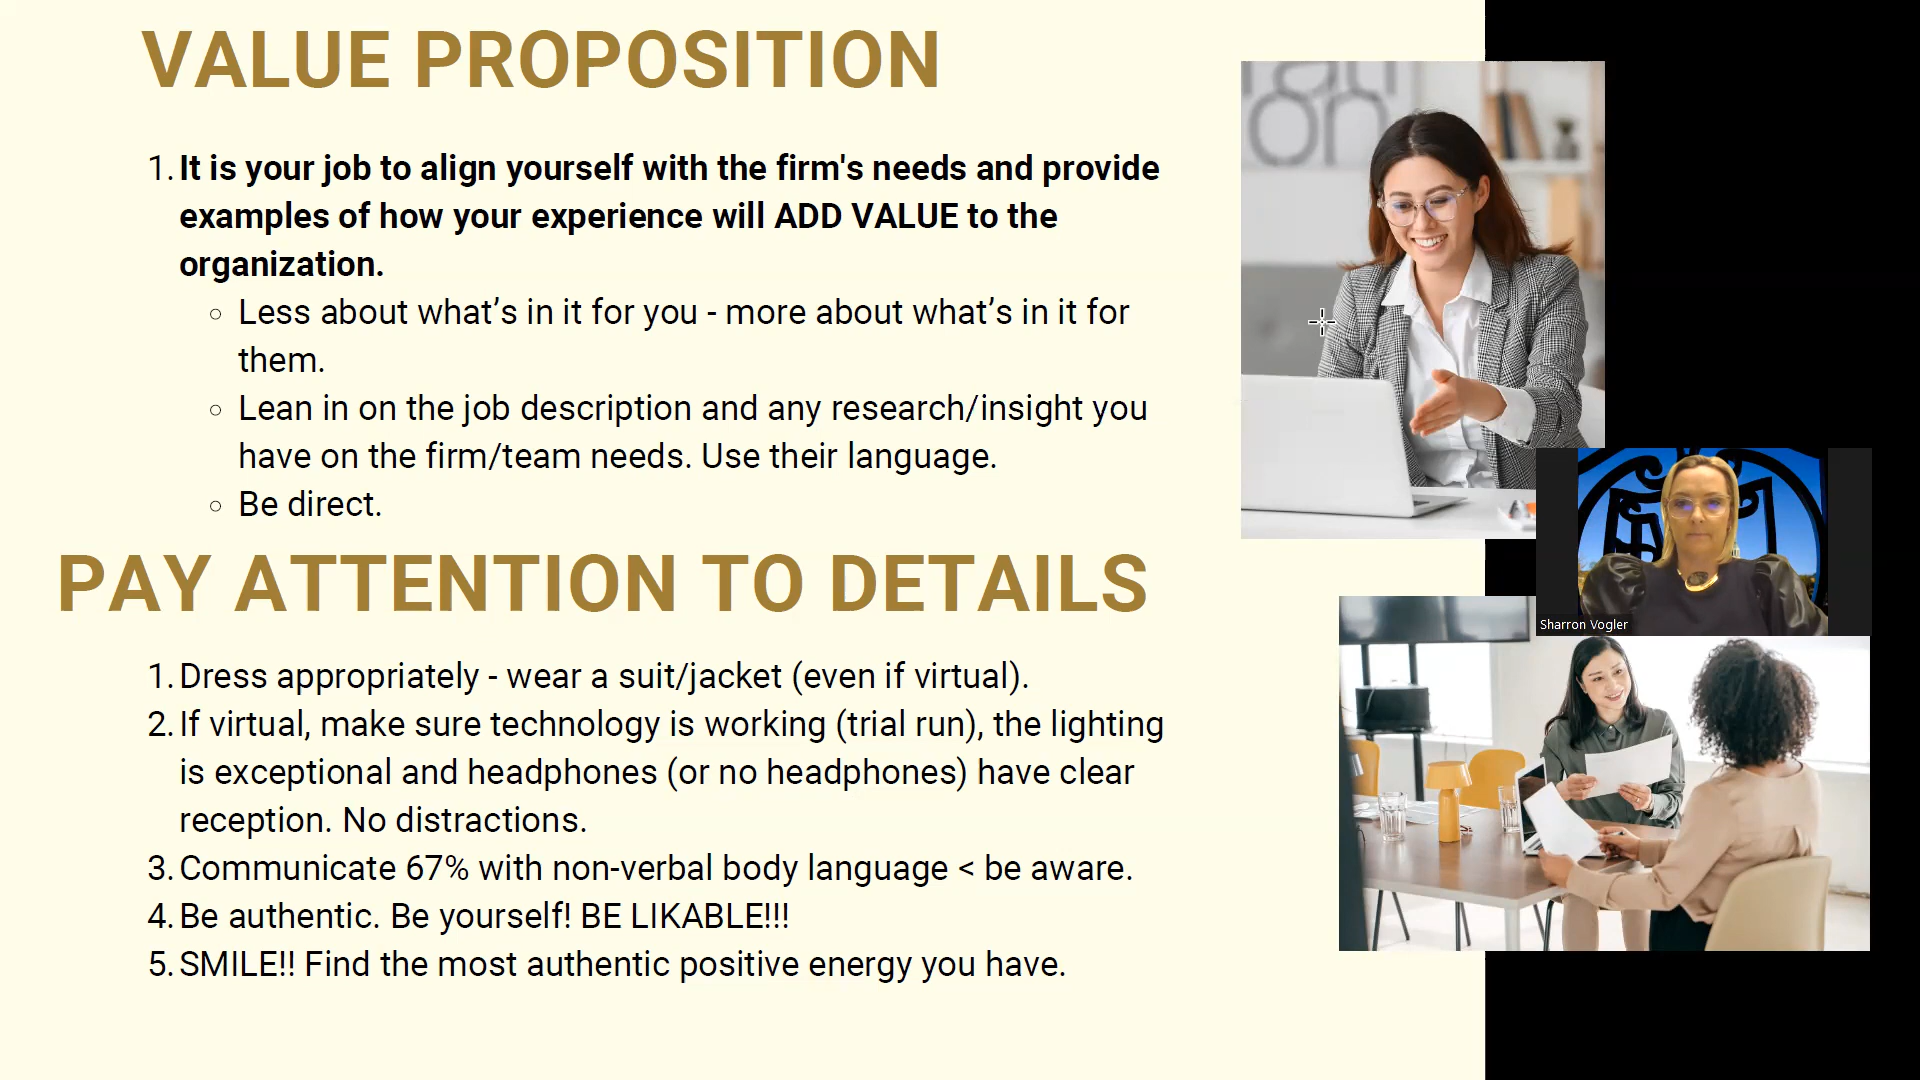 VALUE PROPOSITION
1. It is your job to align yourself with the firm's needs and provide
examples of how your experience will ADD VALUE to the
organization.
○ Less about what’s in it for you - more about what’s in it for
them.
○ Lean in on the job description and any research/insight you
have on the firm/team needs. Use their language.
○ Be direct.
PAY ATTENTION TO DETAILS
1. Dress appropriately - wear a suit/jacket (even if virtual).
2. If virtual, make sure technology is working (trial run), the lighting
is exceptional and headphones (or no headphones) have clear
reception. No distractions.
3. Communicate 67% with non-verbal body language < be aware.
4. Be authentic. Be yourself! BE LIKABLE!!!
5. SMILE!! Find the most authentic positive energy you have.
Sharron Vogler